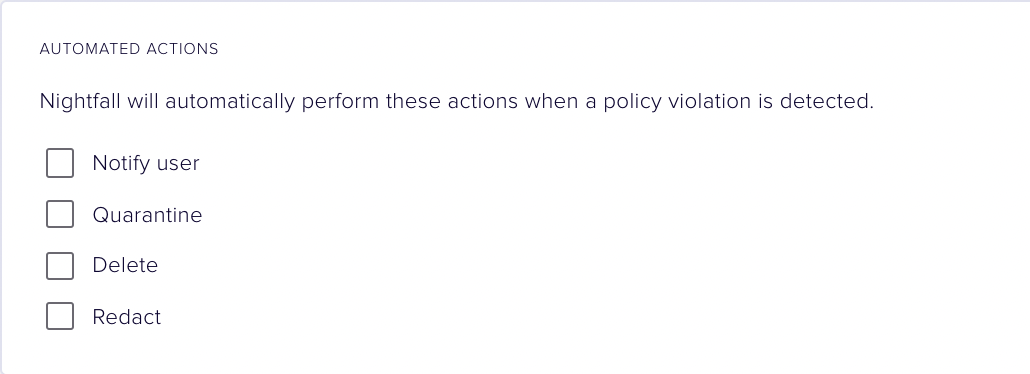 AUTOMATED ACTIONS
Nightfall will automatically perform these actions when a policy violation is detected.
Notify user
Quarantine
Delete
Redact